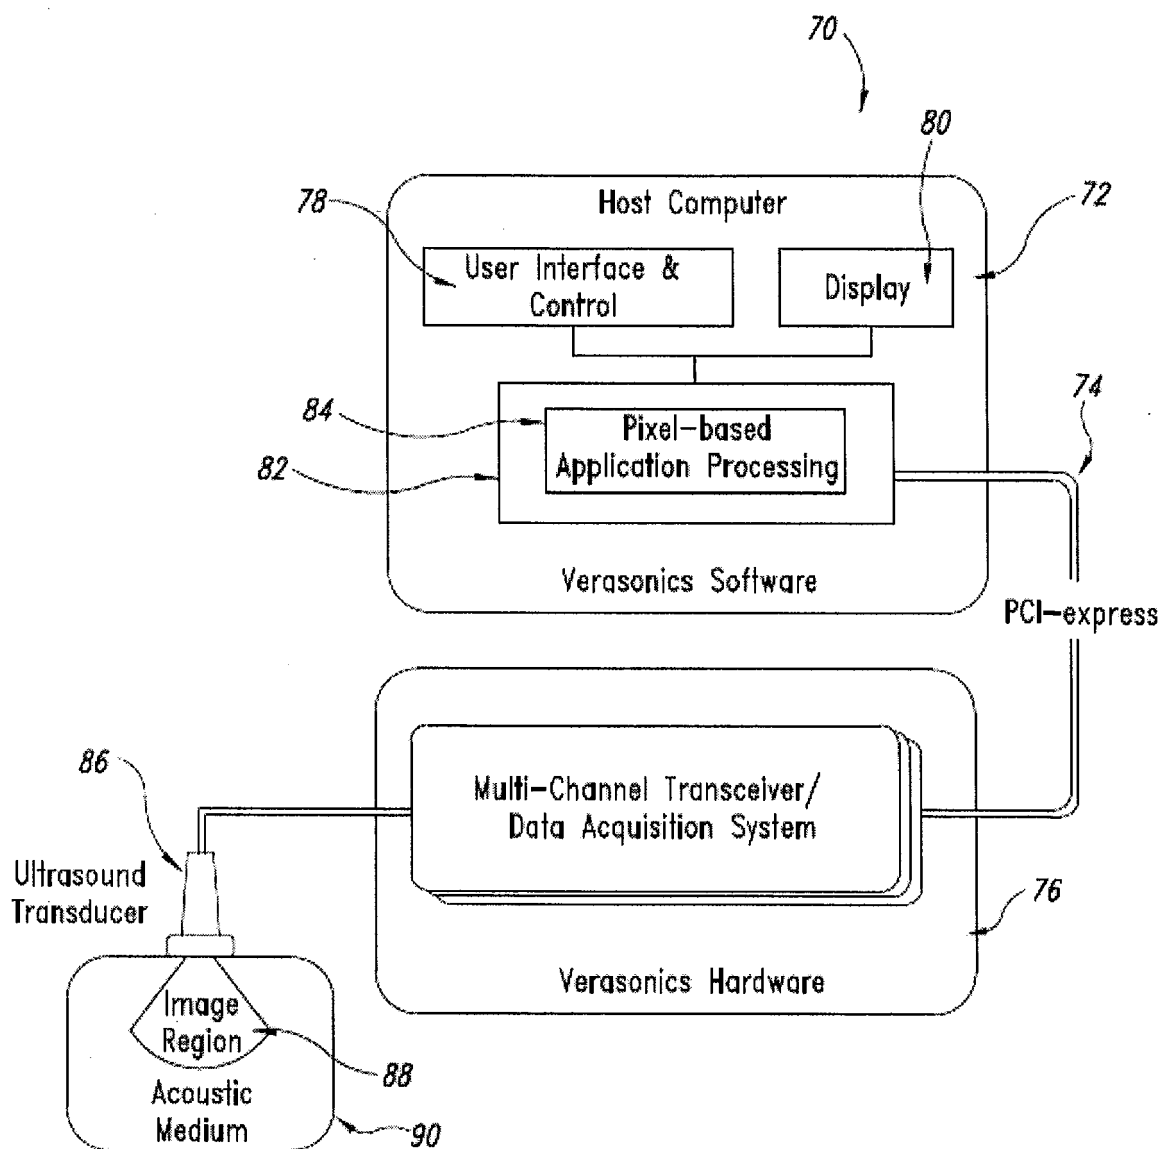 70
80
Host Computer
78
72
User Interface &
Control
Display
74
84
Pixel-based
Application Processing
82
Verasonics Software
PCI-express
86
Multi-Channel Transceiver/
Data Acquisition System
Ultrasound
Transducer
76
Verasonics Hardware
Image
Region
88
Acoustic
Medium
90